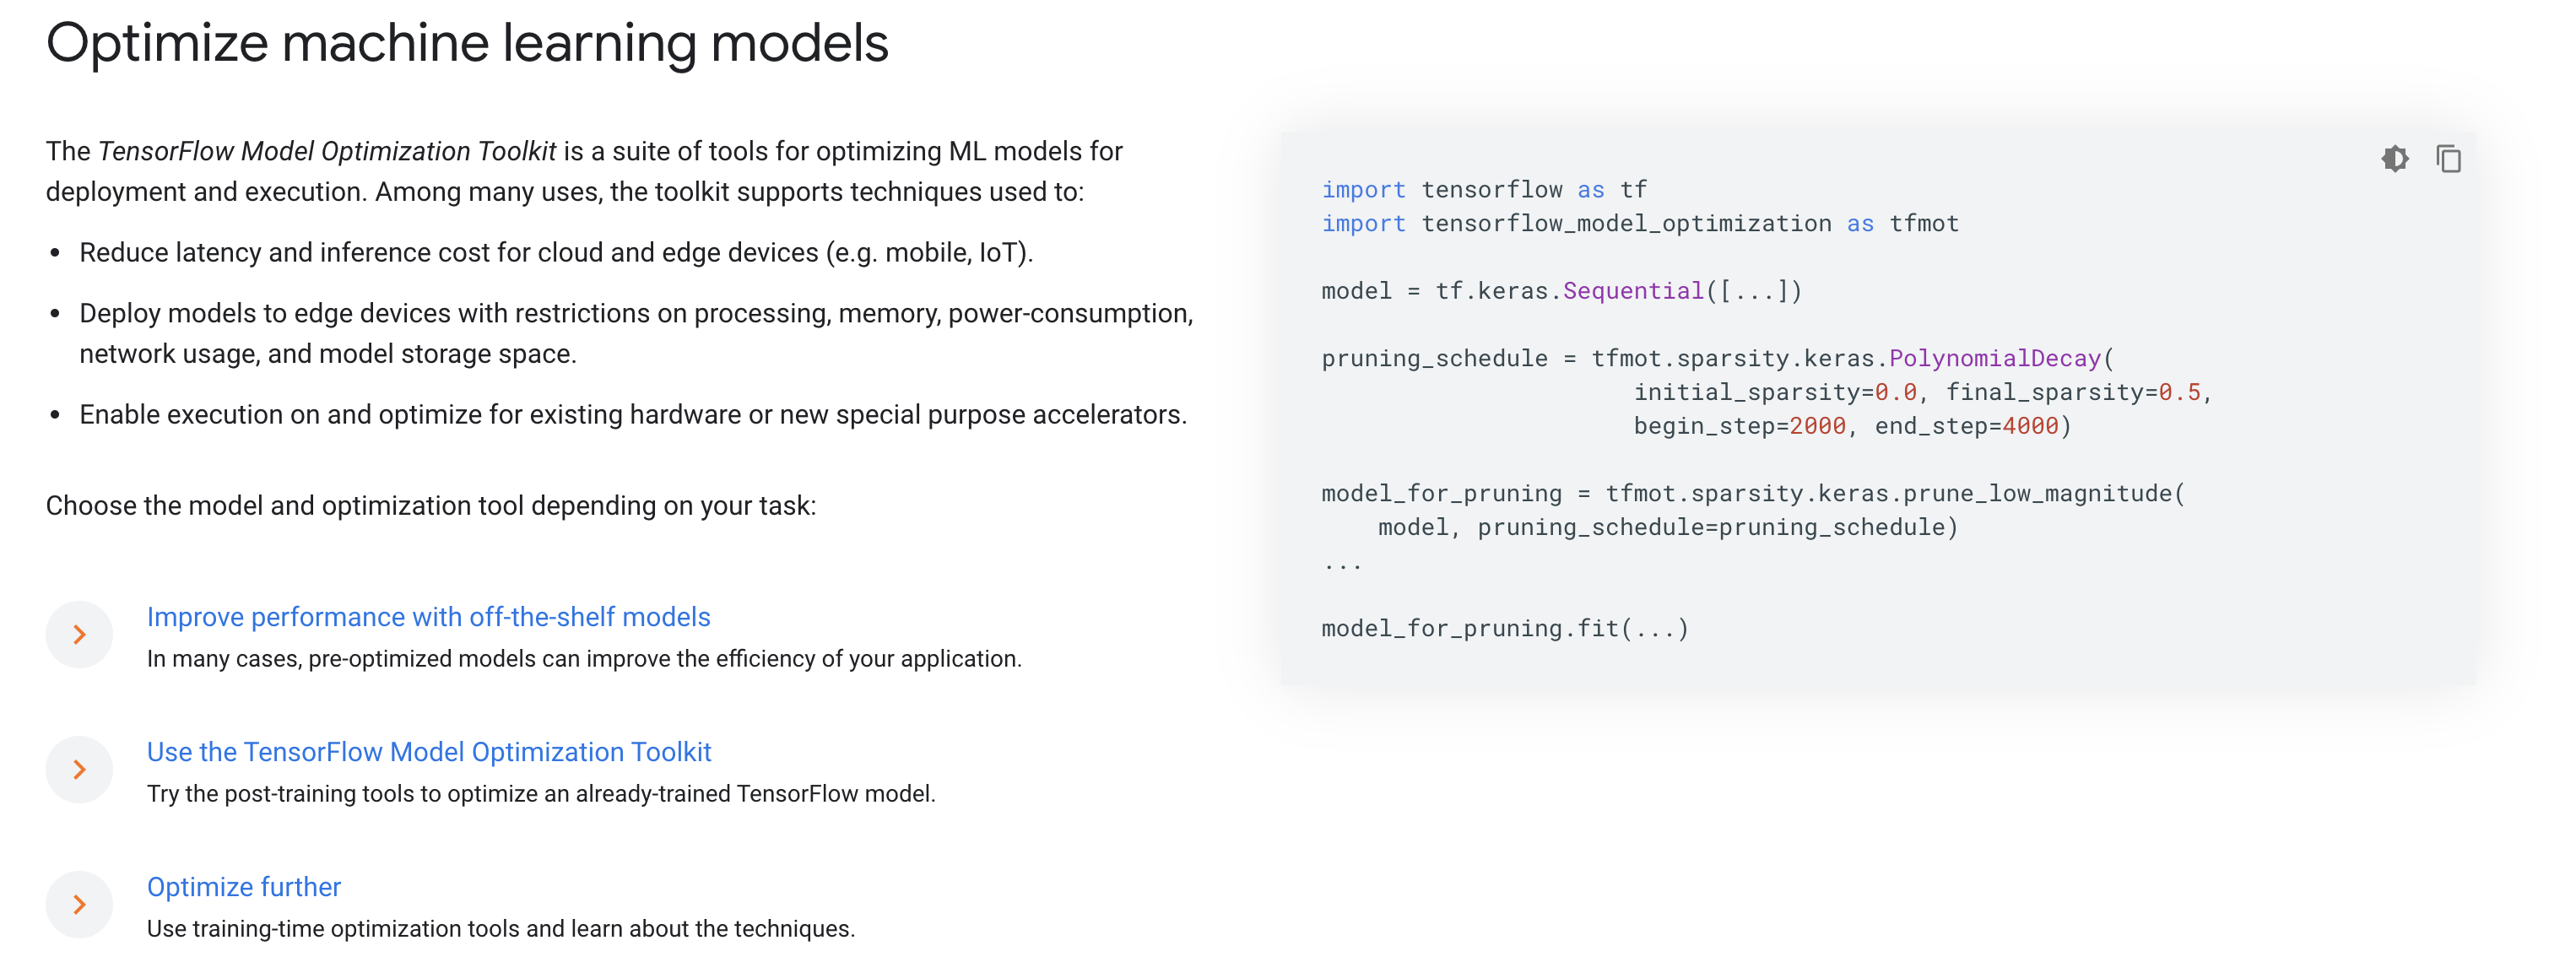 Optimize machine learning models
The TensorFlow Model Optimization Toolkit is a suite of tools for optimizing ML models for
deployment and execution. Among many uses, the toolkit supports techniques used to:
• Reduce latency and inference cost for cloud and edge devices (e.g. mobile, IoT).
• Deploy models to edge devices with restrictions on processing, memory, power-consumption,
network usage, and model storage space.
• Enable execution on and optimize for existing hardware or new special purpose accelerators.
Choose the model and optimization tool depending on your task:
Improve performance with off-the-shelf models
In many cases, pre-optimized models can improve the efficiency of your application.
Use the TensorFlow Model Optimization Toolkit
Try the post-training tools to optimize an already-trained TensorFlow model.
Optimize further
Use training-time optimization tools and learn about the techniques.
import tensorflow as tf
import tensorflow_model_optimization as tfmot
model = tf.keras.Sequential([...])
pruning_schedule = tfmot.sparsity.keras.PolynomialDecay(
                      initial_sparsity=0.0, final_sparsity=0.5,
                      begin_step=2000, end_step=4000)
model_for_pruning = tfmot.sparsity.keras.prune_low_magnitude(
    model, pruning_schedule=pruning_schedule)
...
model_for_pruning.fit(...)